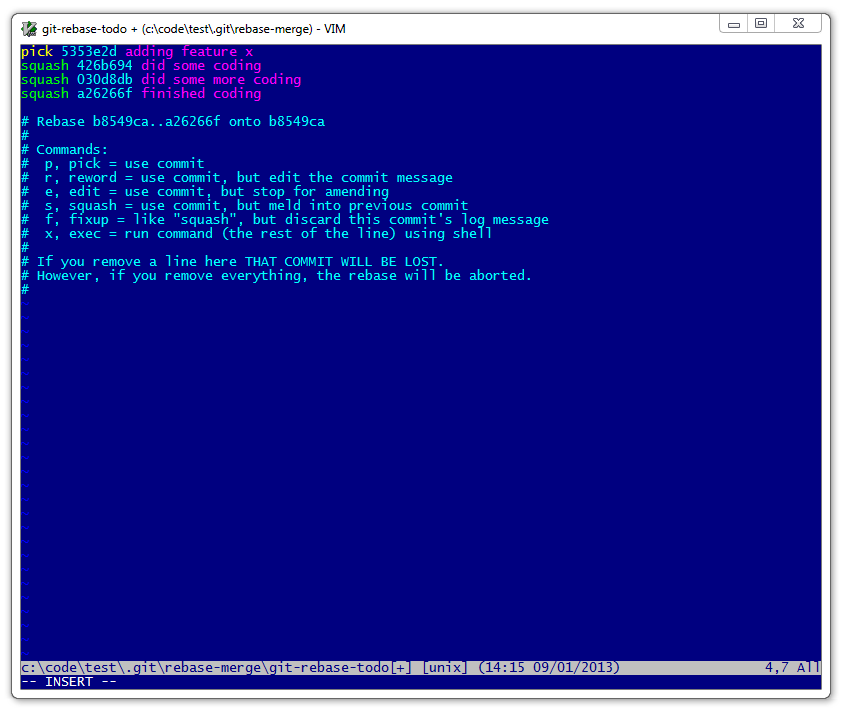 git-rebase-todo + (c:\code\test\.git\rebase-merge) - VIM
pick 5353e2d adding feature x
squash 426b694 did some coding
squash 030d8db did some more coding
squash a26266f finished coding
# Rebase b8549ca..a26266f onto b8549ca
#
# Commands:
#  p, pick = use commit
#  r, reword = use commit, but edit the commit message
#  e, edit = use commit, but stop for amending
#  s, squash = use commit, but meld into previous commit
#  f, fixup = like "squash", but discard this commit's log message
#  x, exec = run command (the rest of the line) using shell
#
# If you remove a line here THAT COMMIT WILL BE LOST.
# However, if you remove everything, the rebase will be aborted.
#
c:\code\test\.git\rebase-merge\git-rebase-todo[+] [unix] (14:15 09/01/2013) 4,7 All
-- INSERT --